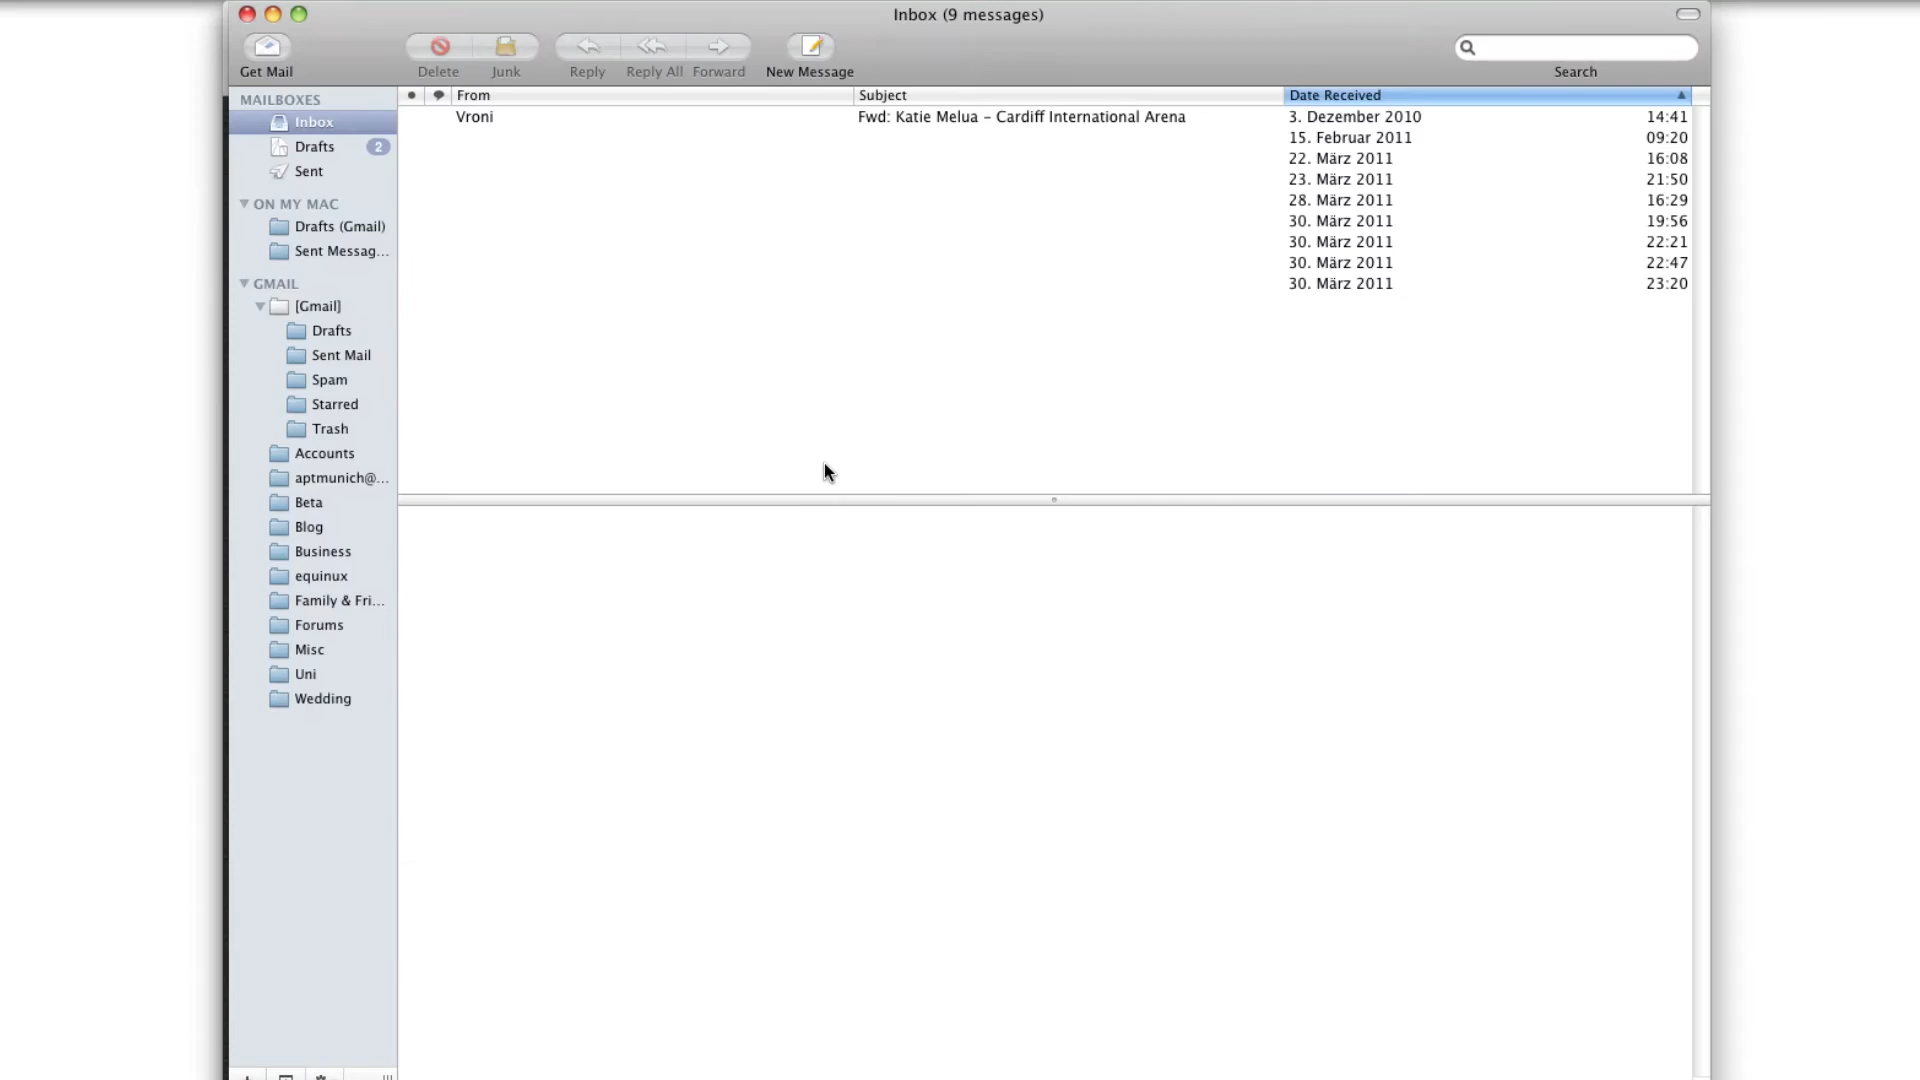 Inbox (9 messages)
Get Mail
Delete
Junk
Reply
Reply All
Forward
New Message
Search
MAILBOXES
Inbox
Drafts 2
Sent
ON MY MAC
Drafts (Gmail)
Sent Messag...
GMAIL
[Gmail]
Drafts
Sent Mail
Spam
Starred
Trash
Accounts
aptmunich@...
Beta
Blog
Business
equinux
Family & Fri...
Forums
Misc
Uni
Wedding
From Subject Date Received
Vroni Fwd: Katie Melua – Cardiff International Arena 3. Dezember 2010 14:41
15. Februar 2011 09:20
22. März 2011 16:08
23. März 2011 21:50
28. März 2011 16:29
30. März 2011 19:56
30. März 2011 22:21
30. März 2011 22:47
30. März 2011 23:20